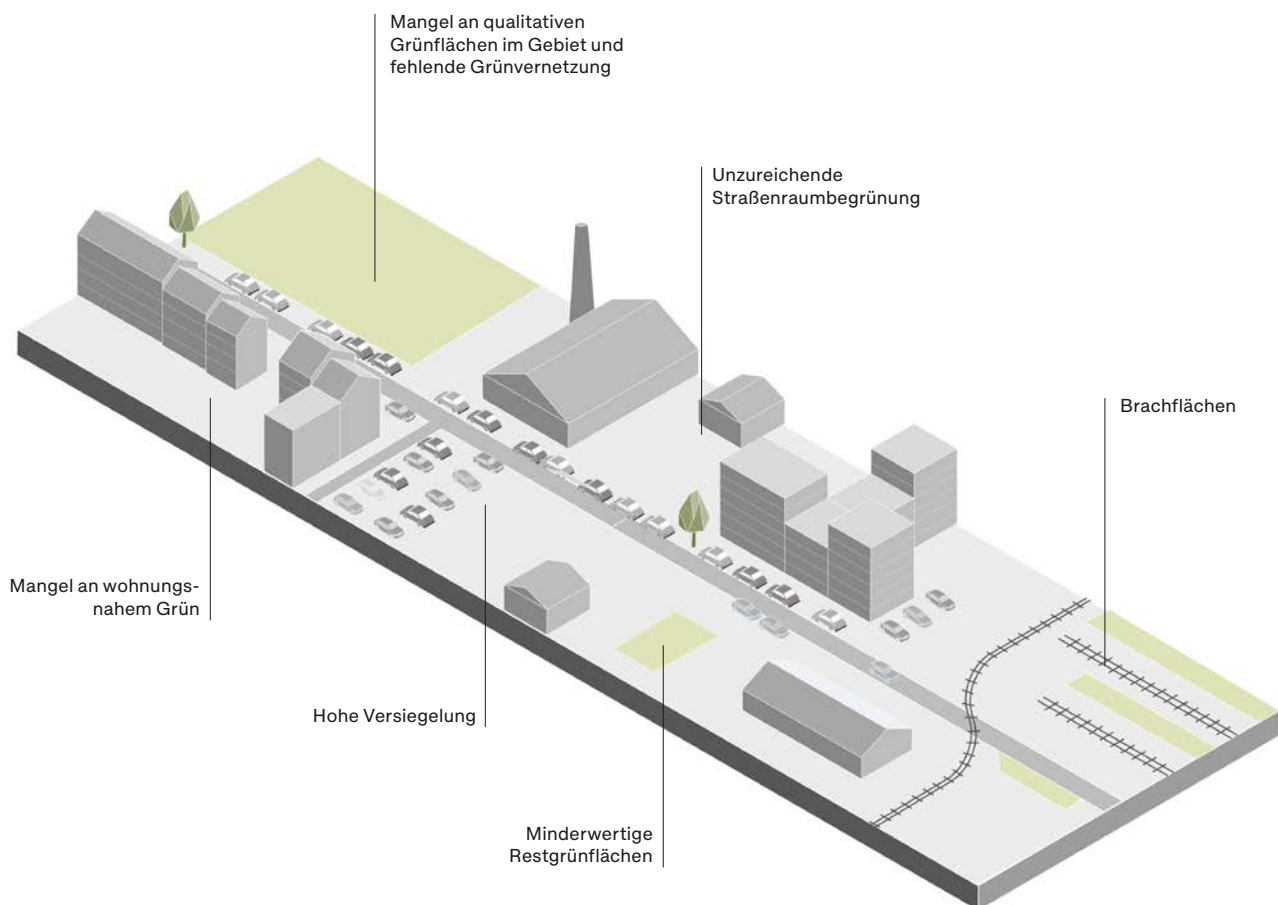 Mangel an qualitativen
Grünflächen im Gebiet und
fehlende Grünvernetzung
Unzureichende
Straßenraumbegrünung
Brachflächen
Mangel an wohnungs-
nahem Grün
Hohe Versiegelung
Minderwertige
Restgrünflächen